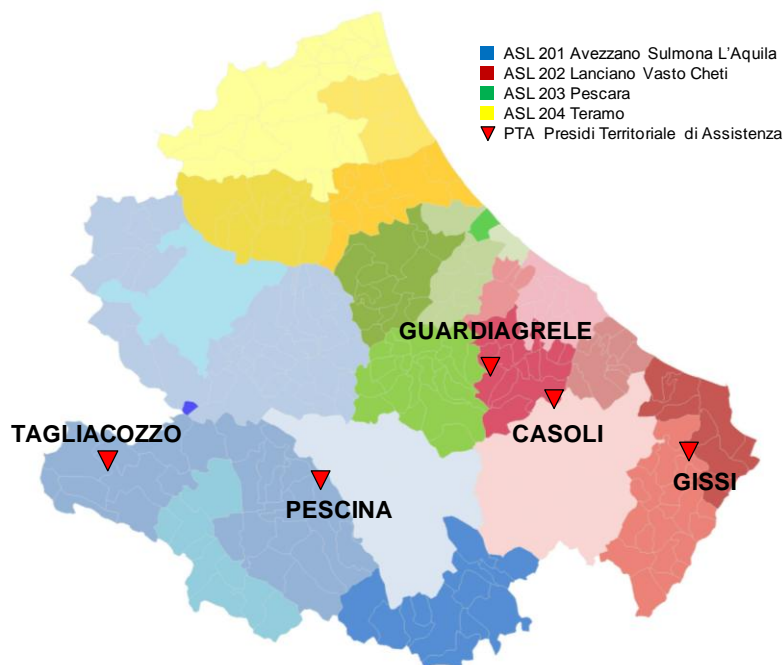 ASL 201 Avezzano Sulmona L'Aquila
ASL 202 Lanciano Vasto Cheti
ASL 203 Pescara
ASL 204 Teramo
PTA Presidi Territoriale di Assistenza
GUARDIAGRELE
TAGLIACOZZO
CASOLI
GISSI
PESCINA